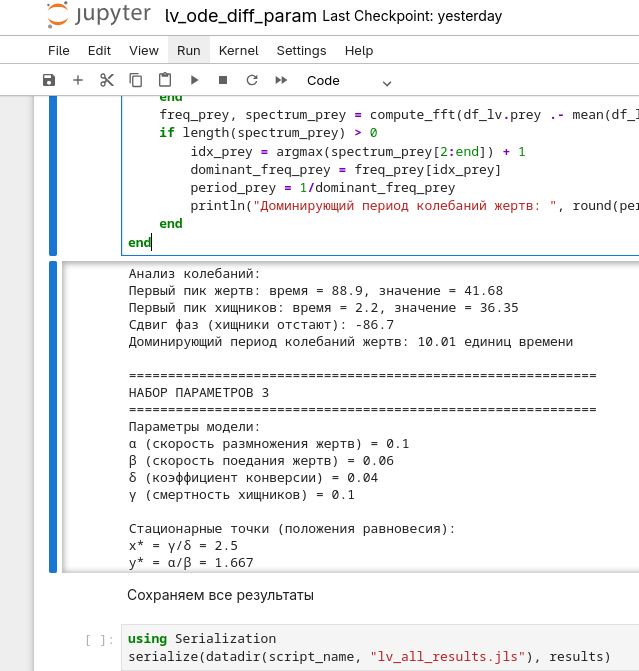 jupyter lv_ode_diff_param Last Checkpoint: yesterday
File Edit View Run Kernel Settings Help
Code
end
freq_prey, spectrum_prey = compute_fft(df_lv.prey .- mean(df_l
if length(spectrum_prey) > 0
idx_prey = argmax(spectrum_prey[2:end]) + 1
dominant_freq_prey = freq_prey[idx_prey]
period_prey = 1/dominant_freq_prey
println("Доминирующий период колебаний жертв: ", round(per
end
end
Анализ колебаний:
Первый пик жертв: время = 88.9, значение = 41.68
Первый пик хищников: время = 2.2, значение = 36.35
Сдвиг фаз (хищники отстают): -86.7
Доминирующий период колебаний жертв: 10.01 единиц времени
============================================================
НАБОР ПАРАМЕТРОВ 3
============================================================
Параметры модели:
α (скорость размножения жертв) = 0.1
β (скорость поедания жертв) = 0.06
δ (коэффициент конверсии) = 0.04
γ (смертность хищников) = 0.1
Стационарные точки (положения равновесия):
x* = γ/δ = 2.5
y* = α/β = 1.667
Сохраняем все результаты
[ ]: using Serialization
serialize(datadir(script_name, "lv_all_results.jls"), results)